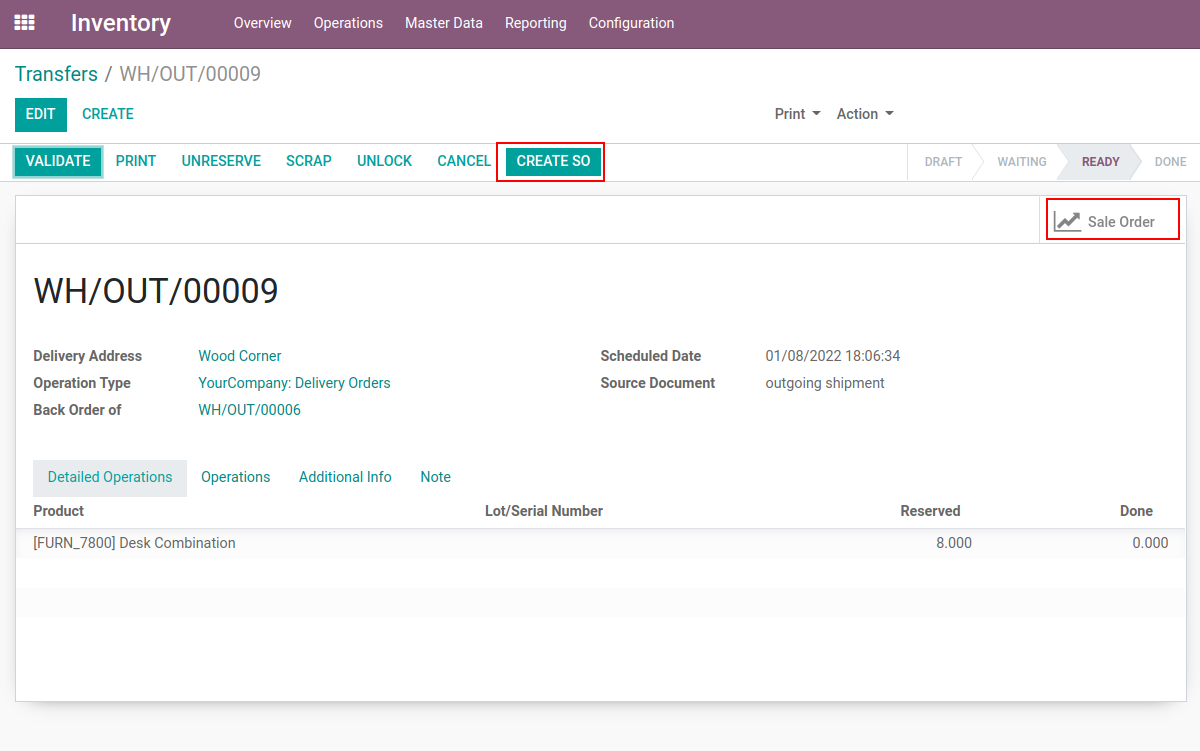 Inventory Overview Operations Master Data Reporting Configuration
Transfers / WH/OUT/00009
EDIT CREATE Print Action
VALIDATE PRINT UNRESERVE SCRAP UNLOCK CANCEL CREATE SO DRAFT WAITING READY DONE
Sale Order
WH/OUT/00009
Delivery Address Wood Corner Scheduled Date 01/08/2022 18:06:34
Operation Type YourCompany: Delivery Orders Source Document outgoing shipment
Back Order of WH/OUT/00006
Detailed Operations Operations Additional Info Note
Product Lot/Serial Number Reserved Done
[FURN_7800] Desk Combination 8.000 0.000